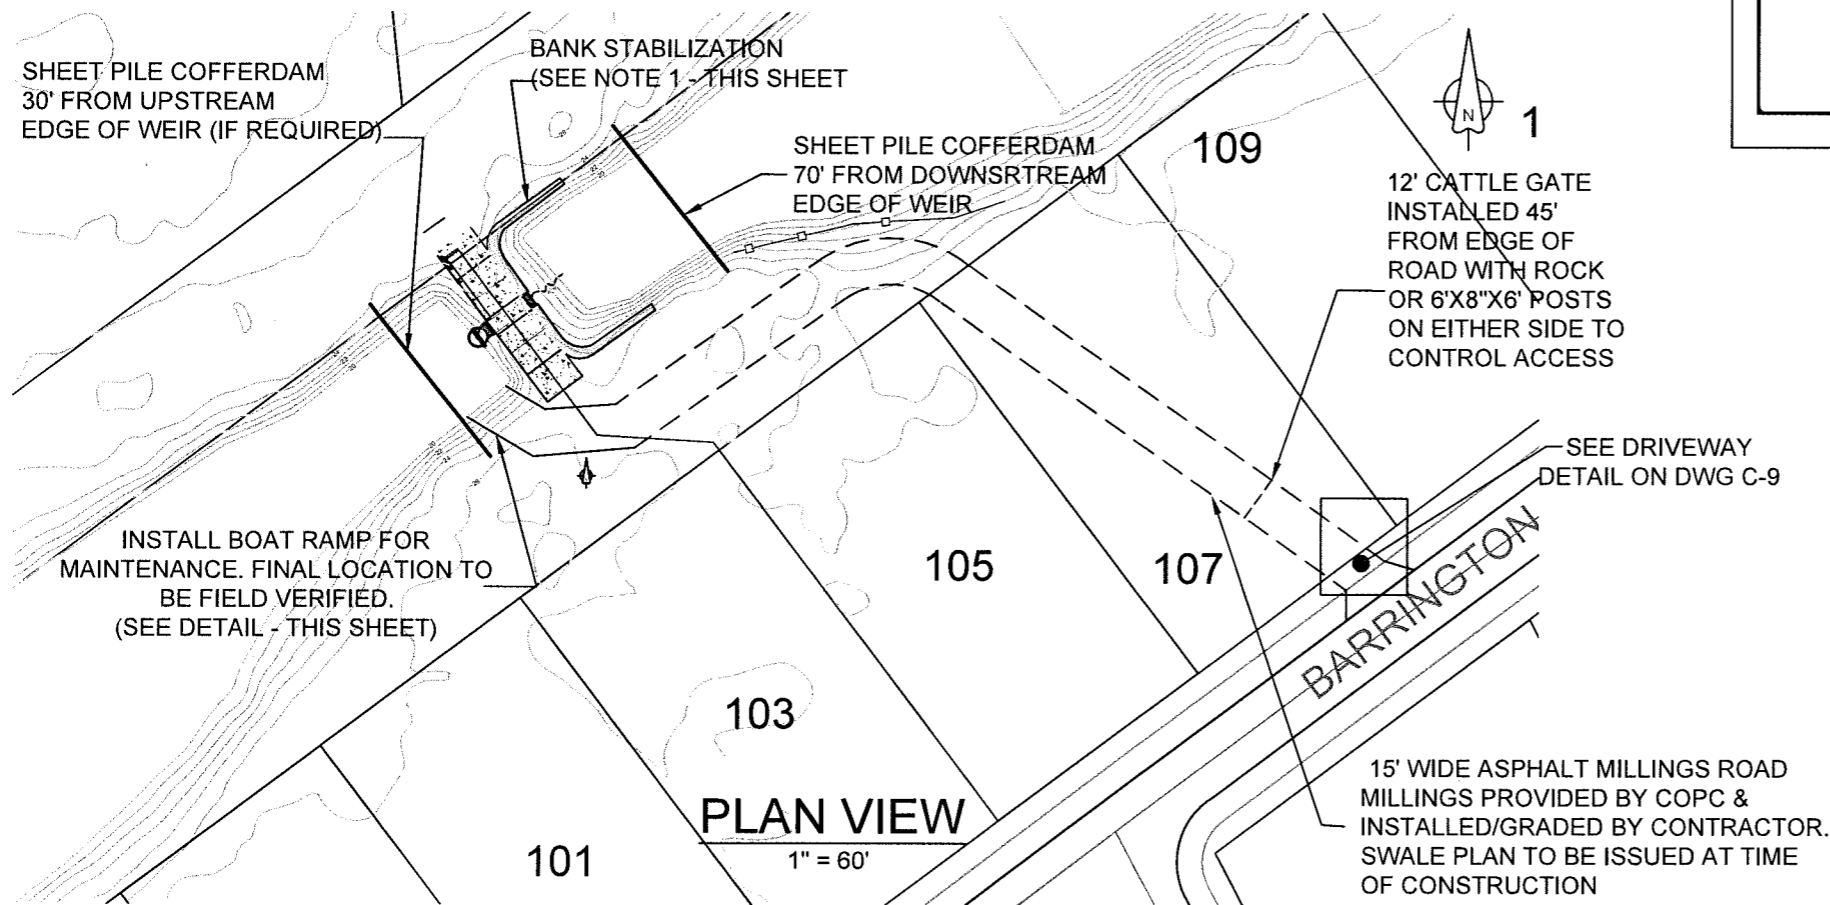 SHEET PILE COFFERDAM
30' FROM UPSTREAM
EDGE OF WEIR (IF REQUIRED)
BANK STABILIZATION
(SEE NOTE 1 - THIS SHEET
SHEET PILE COFFERDAM
70' FROM DOWNSRTREAM
EDGE OF WEIR
109
N
1
12' CATTLE GATE
INSTALLED 45'
FROM EDGE OF
ROAD WITH ROCK
OR 6'X8"X6' POSTS
ON EITHER SIDE TO
CONTROL ACCESS
SEE DRIVEWAY
DETAIL ON DWG C-9
INSTALL BOAT RAMP FOR
MAINTENANCE. FINAL LOCATION TO
BE FIELD VERIFIED.
(SEE DETAIL - THIS SHEET)
105
107
BARRINGTON
103
101
PLAN VIEW
1" = 60'
15' WIDE ASPHALT MILLINGS ROAD
MILLINGS PROVIDED BY COPC &
INSTALLED/GRADED BY CONTRACTOR.
SWALE PLAN TO BE ISSUED AT TIME
OF CONSTRUCTION